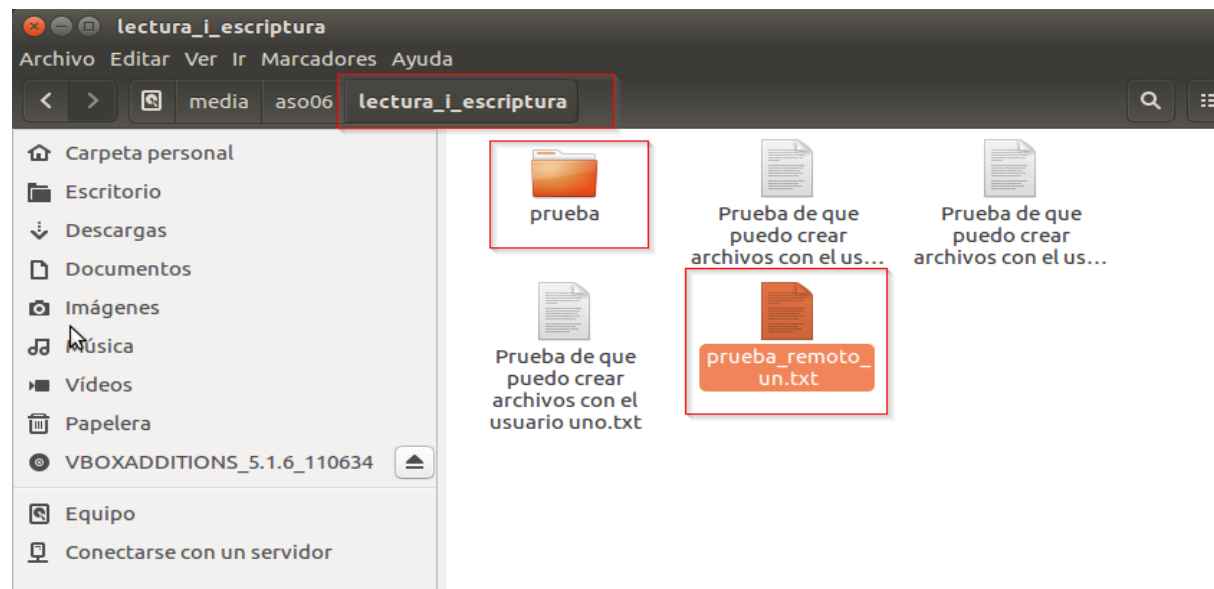 lectura_i_escriptura
Archivo Editar Ver Ir Marcadores Ayuda
media aso06 lectura_i_escriptura
Carpeta personal
Escritorio
Descargas
Documentos
Imágenes
Música
Vídeos
Papelera
VBOXADDITIONS_5.1.6_110634
Equipo
Conectarse con un servidor
prueba
Prueba de que
puedo crear
archivos con el us...
Prueba de que
puedo crear
archivos con el us...
Prueba de que
puedo crear
archivos con el
usuario uno.txt
prueba_remoto_
un.txt